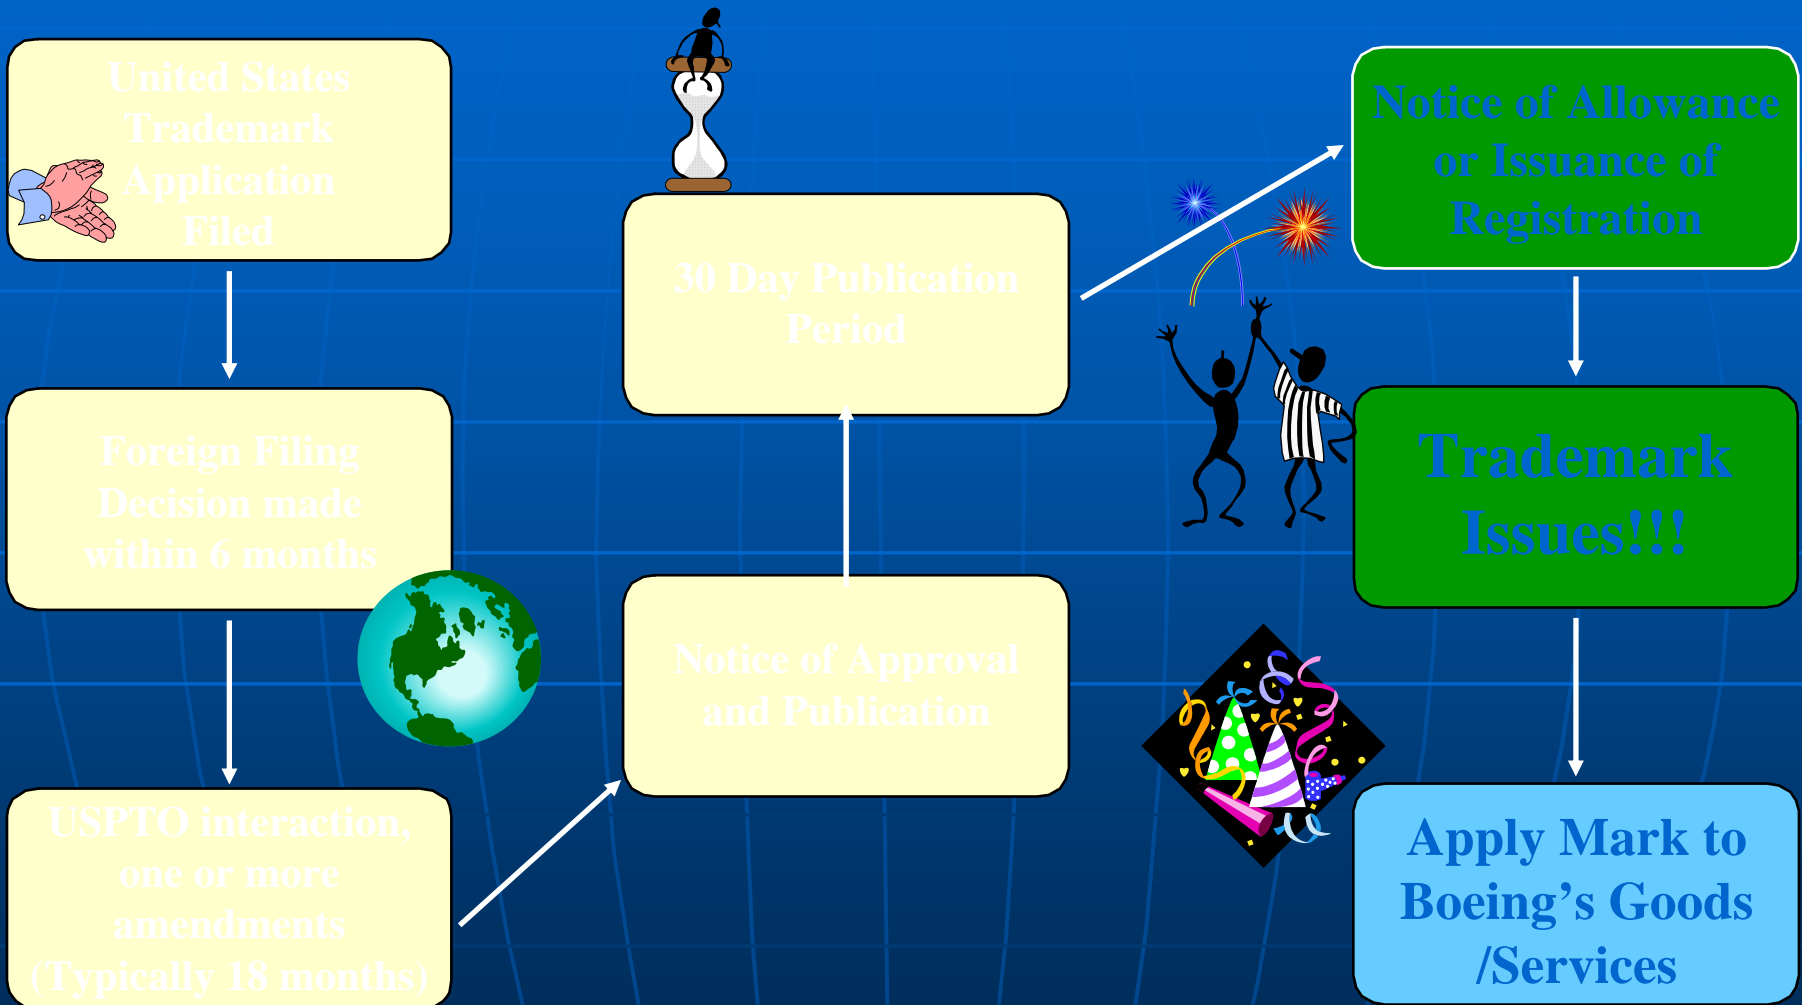 United States
Trademark
Application
Filed
Foreign Filing
Decision made
within 6 months
USPTO interaction,
one or more
amendments
(Typically 18 months)
Notice of Approval
and Publication
30 Day Publication
Period
Notice of Allowance
or Issuance of
Registration
Trademark
Issues!!!
Apply Mark to
Boeing’s Goods
/Services